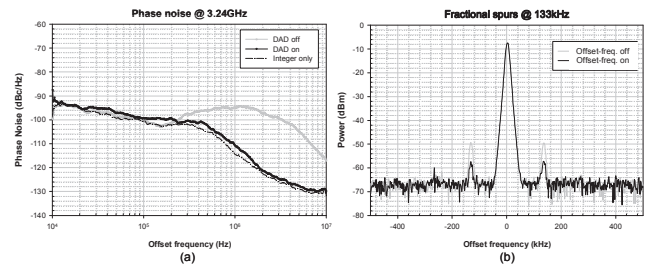 Phase noise @ 3.24GHz
Phase Noise (dBc/Hz)
-60
-70
-80
-90
-100
-110
-120
-130
-140
DAD off
DAD on
Integer only
10⁴
10⁵
10⁶
10⁷
Offset frequency (Hz)
(a)
Fractional spurs @ 133kHz
Power (dBm)
0
-10
-20
-30
-40
-50
-60
-70
-80
Offset-freq. off
Offset-freq. on
-400
-200
0
200
400
Offset frequency (kHz)
(b)